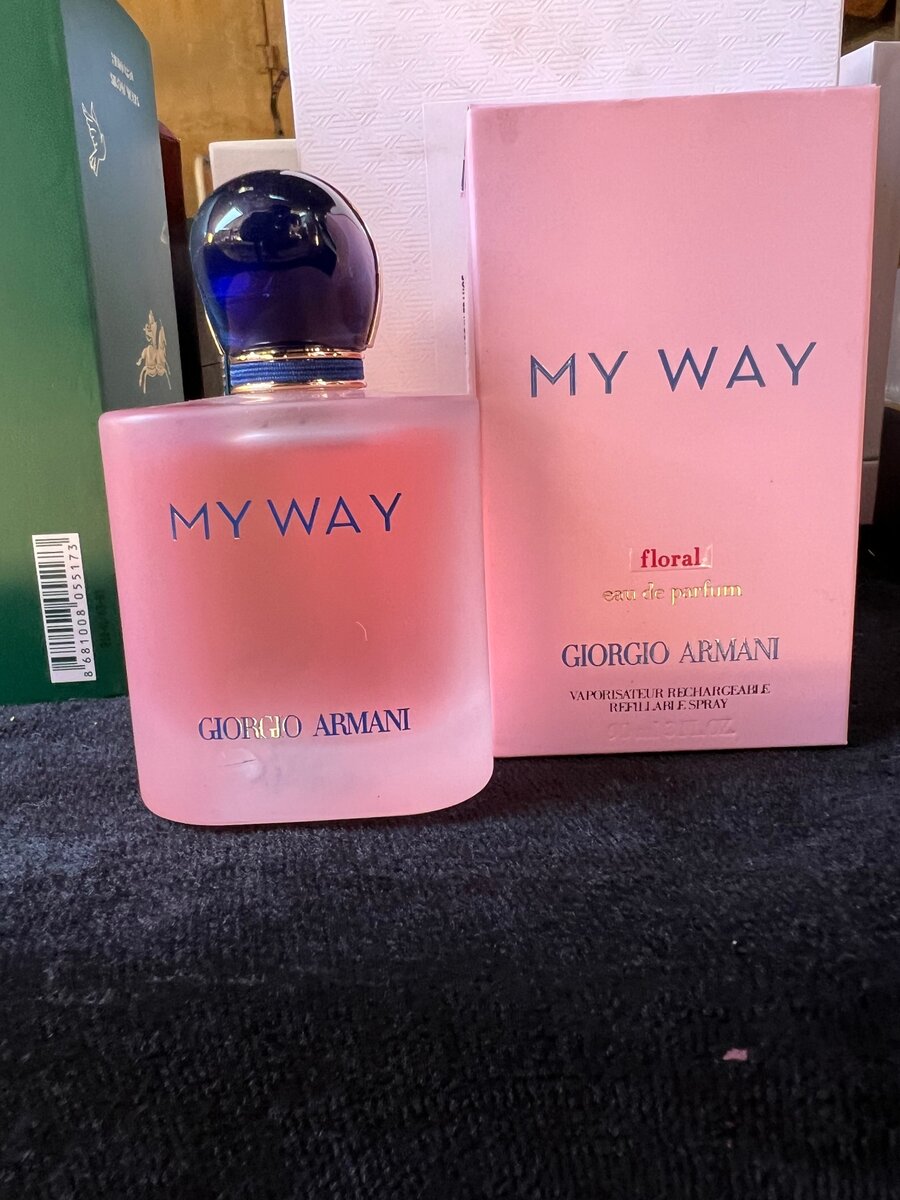 MY WAY
GIORGIO ARMANI
MY WAY
floral
eau de parfum
GIORGIO ARMANI
VAPORISATEUR RECHARGEABLE
REFILLABLE SPRAY
8 681008 055173